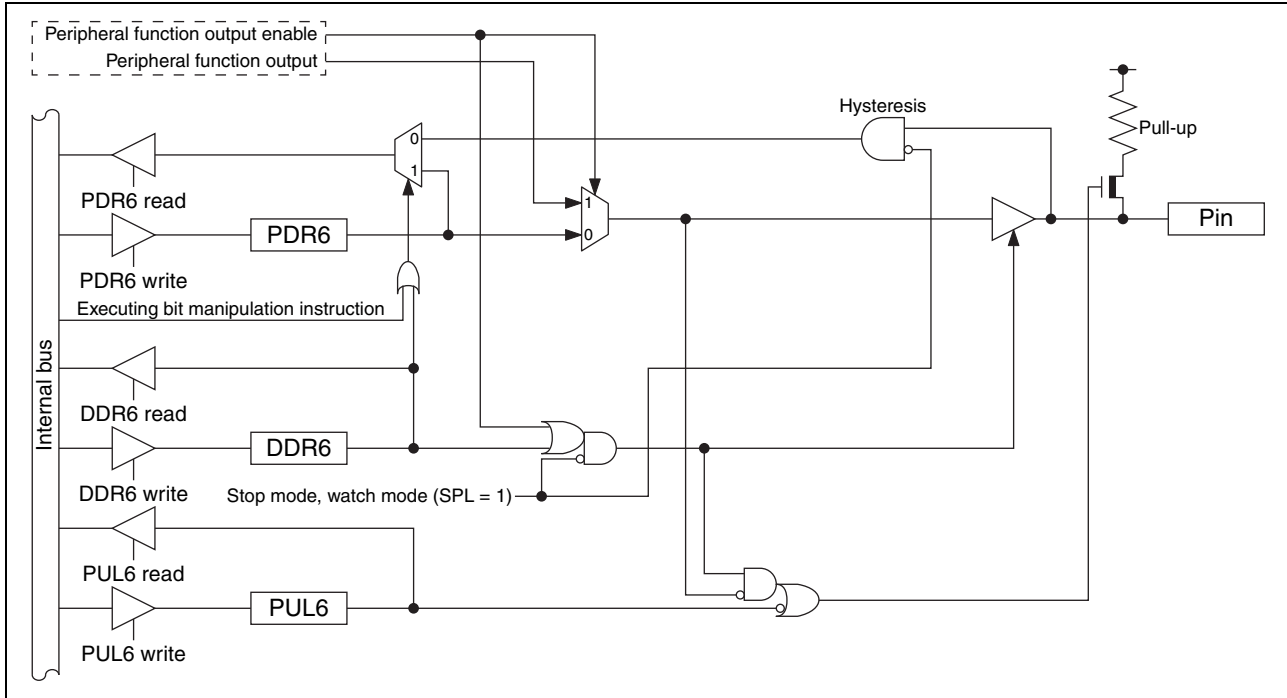 Peripheral function output enable
Peripheral function output
Hysteresis
Pull-up
0
1
PDR6 read
1
0
PDR6
Pin
PDR6 write
Executing bit manipulation instruction
Internal bus
DDR6 read
DDR6
DDR6 write
Stop mode, watch mode (SPL = 1)
PUL6 read
PUL6
PUL6 write